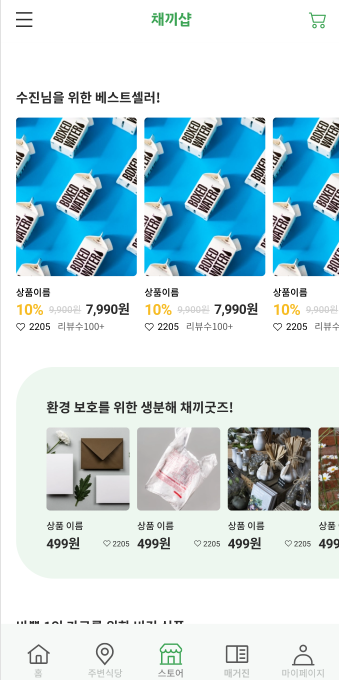 채끼샵
수진님을 위한 베스트셀러!
BOXED WATER BOXED WATER BOXED WATER
상품이름 상품이름 상품이름
10% 9,900원 7,990원 10% 9,900원 7,990원 10% 9,900원
2205 리뷰수100+ 2205 리뷰수100+ 2205 리뷰수
환경 보호를 위한 생분해 채끼굿즈!
상품 이름 상품 이름 상품 이름 상품
499원 2205 499원 2205 499원 2205 499
홈 주변식당 스토어 매거진 마이페이지